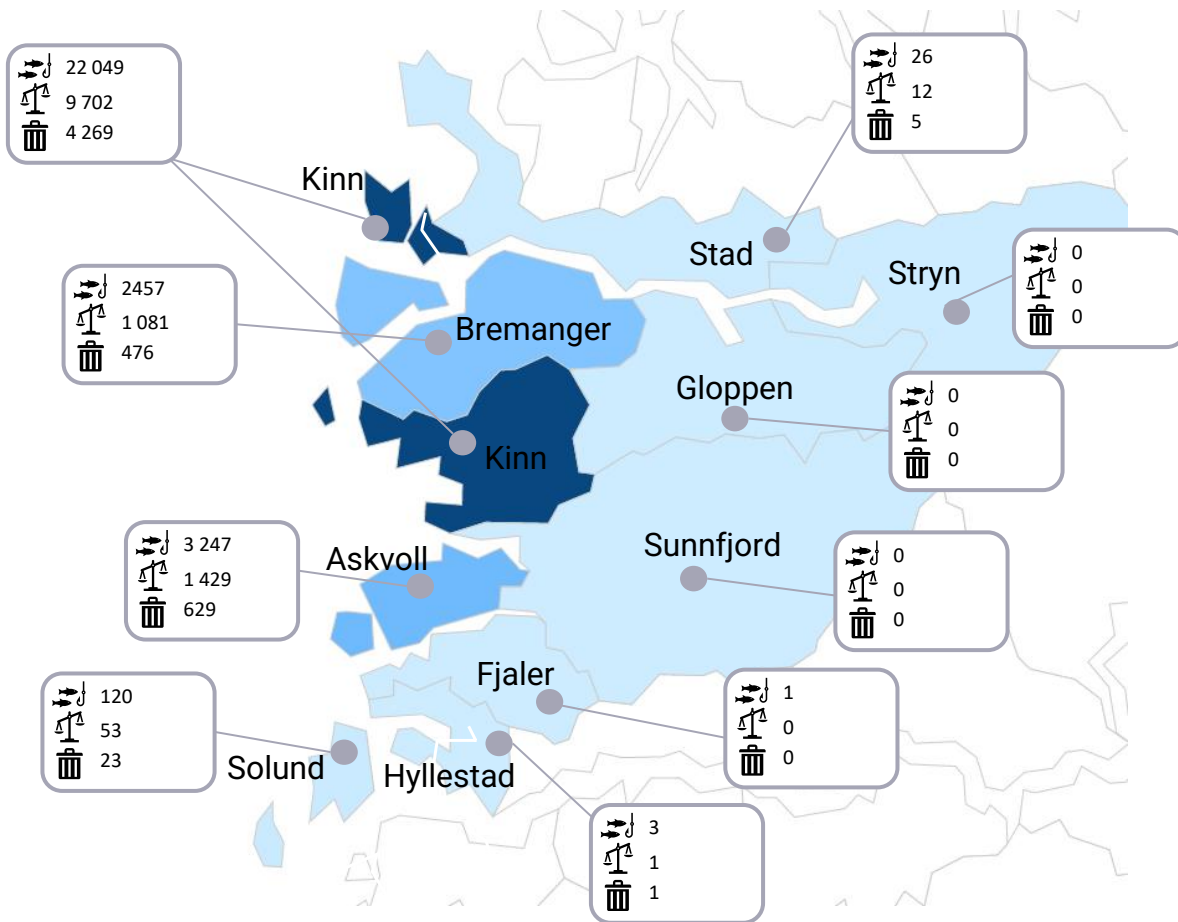 22 049
9 702
4 269
26
12
5
Kinn
Stad
Stryn
0
0
0
2457
1 081
476
Bremanger
Gloppen
0
0
0
Kinn
3 247
1 429
629
Askvoll
Sunnfjord
0
0
0
Fjaler
120
53
23
1
0
0
Solund
Hyllestad
3
1
1